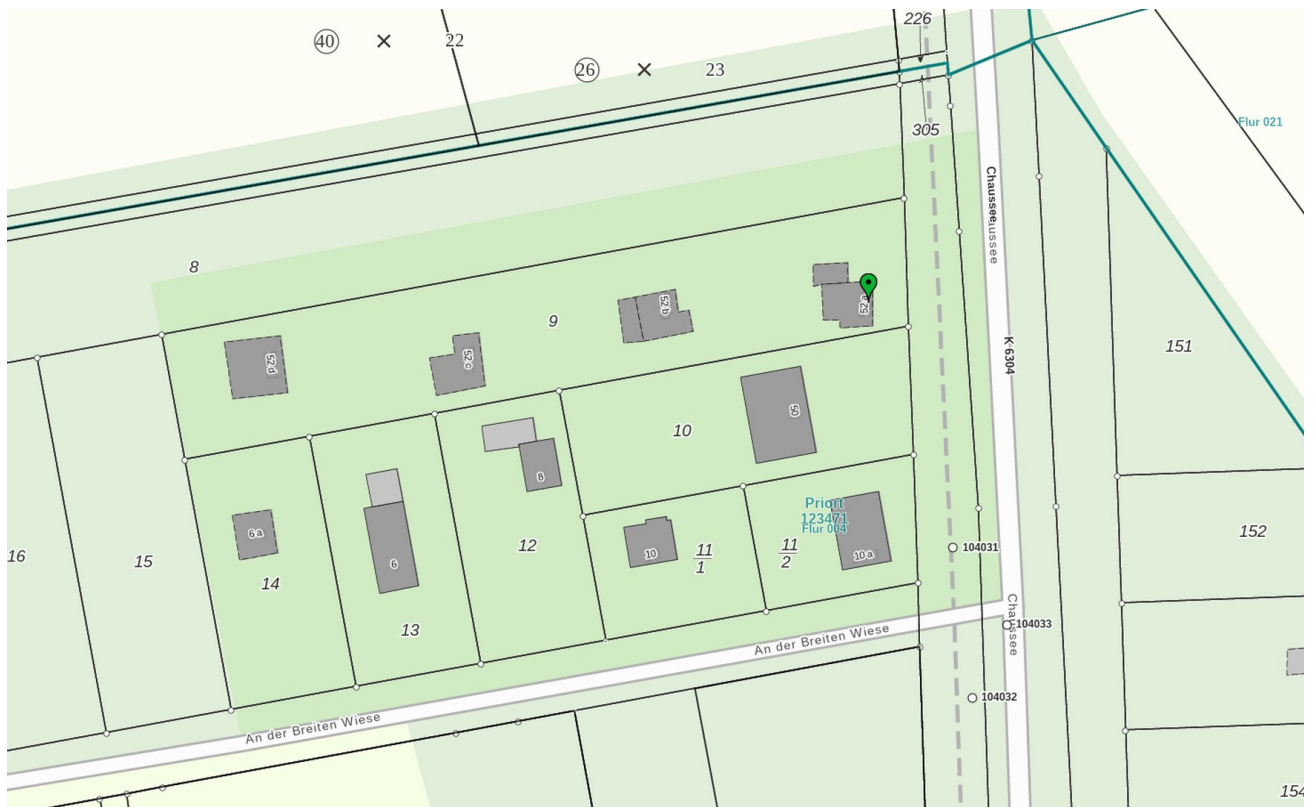 226
40
22
26
23
305
Flur 021
Chaussee
Chaussee
8
9
52 a
52 b
52 c
52 d
K 6304
151
50
10
8
Priort
123471
Flur 004
6 a
6
12
10
11
1
11
2
10 a
104031
152
16
15
14
13
An der Breiten Wiese
Chaussee
104033
104032
An der Breiten Wiese
154